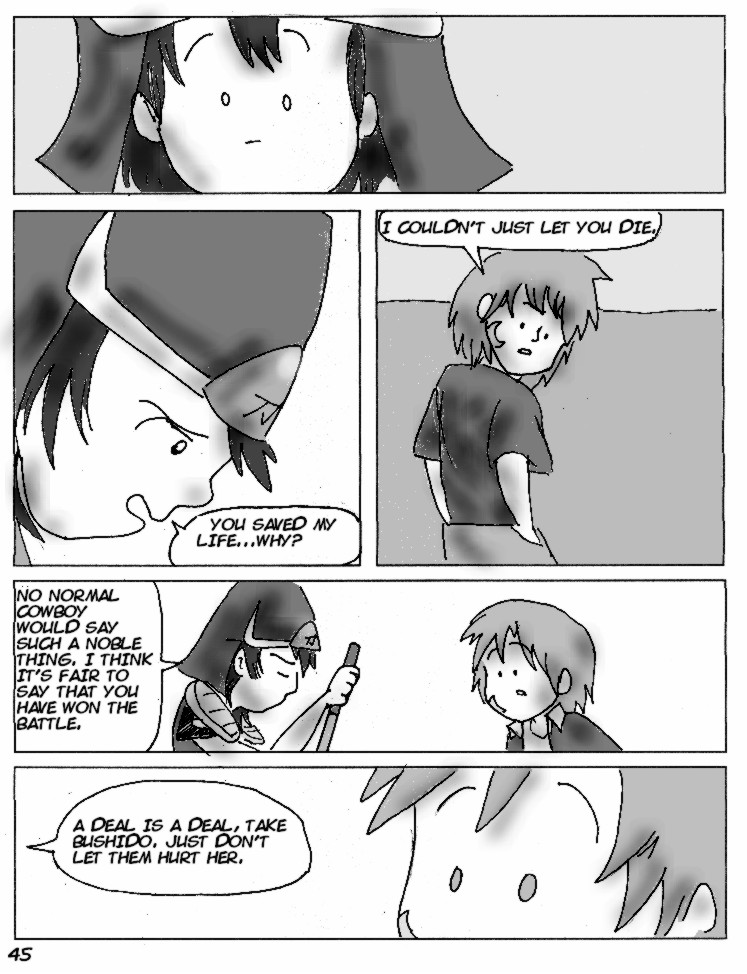 YOU SAVED MY
LIFE...WHY?
I COULDN'T JUST LET YOU DIE.
NO NORMAL
COWBOY
WOULD SAY
SUCH A NOBLE
THING. I THINK
IT'S FAIR TO
SAY THAT YOU
HAVE WON THE
BATTLE.
A DEAL IS A DEAL, TAKE
BUSHIDO. JUST DON'T
LET THEM HURT HER.
45